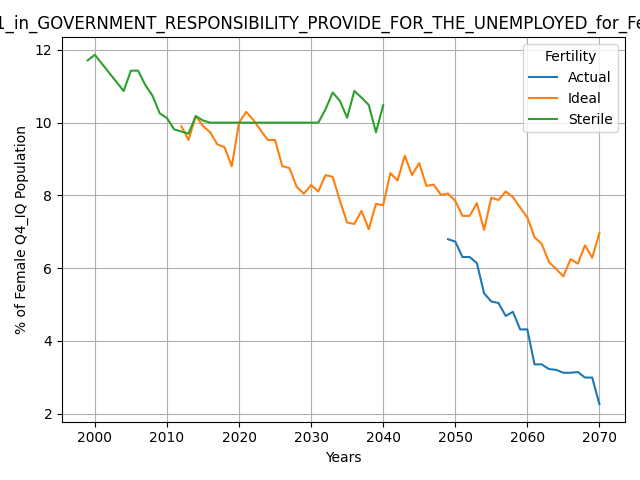 1_in_GOVERNMENT_RESPONSIBILITY_PROVIDE_FOR_THE_UNEMPLOYED_for_Fe
Fertility
Actual
Ideal
Sterile
% of Female Q4_IQ Population
12
10
8
6
4
2
2000 2010 2020 2030 2040 2050 2060 2070
Years